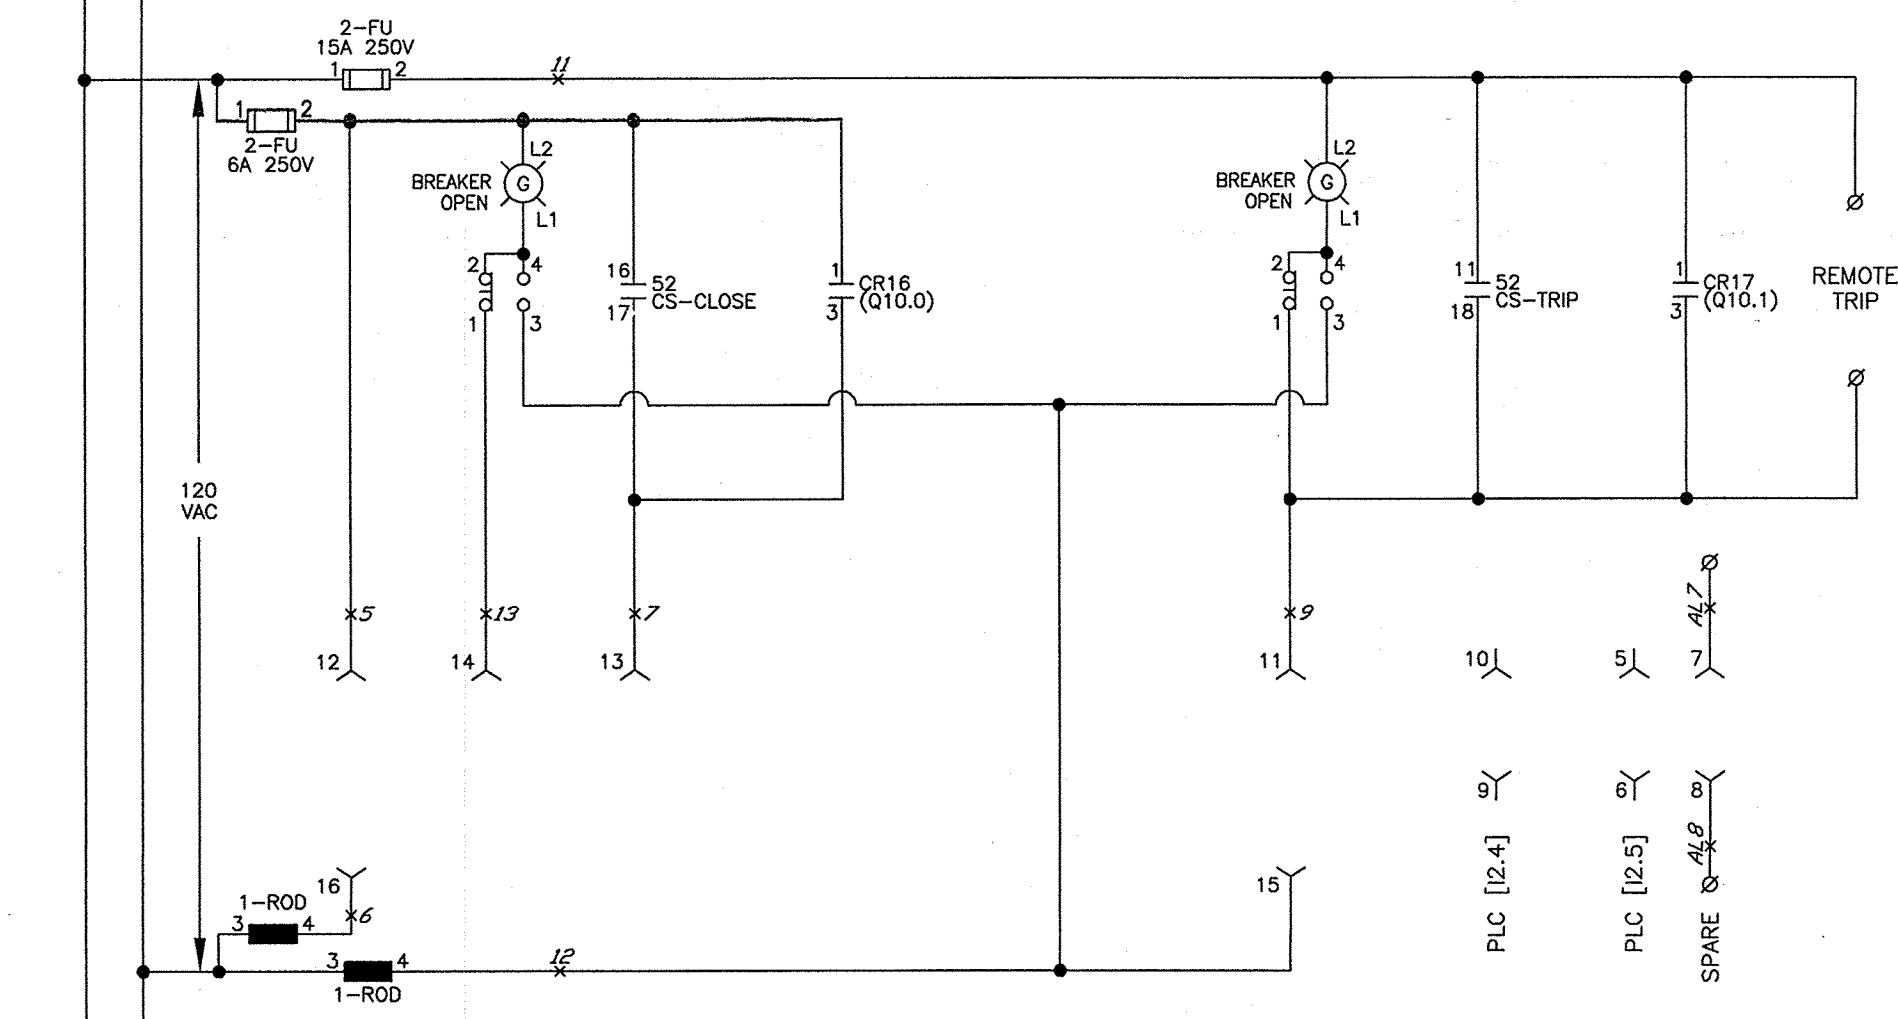 2-FU
15A 250V
1 2
11
1 2
2-FU
6A 250V
L2
BREAKER
OPEN
G
L1
2 4
1 3
16
52
CS-CLOSE
17
1
CR16
(Q10.0)
3
L2
BREAKER
OPEN
G
L1
2 4
1 3
11
52
CS-TRIP
18
1
CR17
(Q10.1)
3
REMOTE
TRIP
120
VAC
5
13
7
9
AL7
12
14
13
11
10
5
7
9
6
8
16
6
1-ROD
3 4
3 4
1-ROD
12
15
PLC [I2.4]
PLC [I2.5]
AL8
SPARE